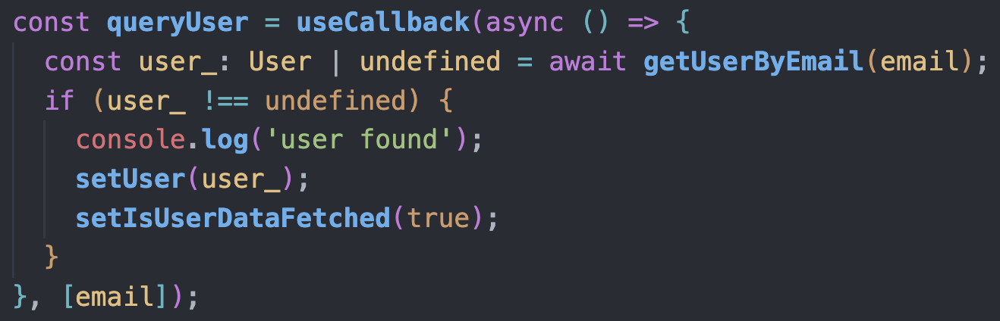 const queryUser = useCallback(async () => {
  const user_: User | undefined = await getUserByEmail(email);
  if (user_ !== undefined) {
    console.log('user found');
    setUser(user_);
    setIsUserDataFetched(true);
  }
}, [email]);